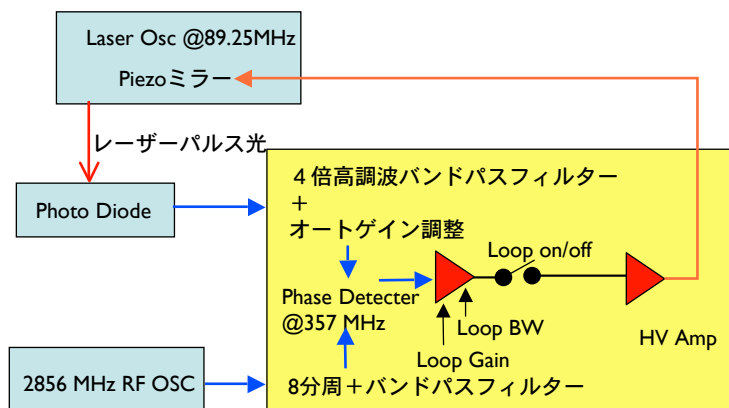 Laser Osc @89.25MHz
Piezoミラー
レーザーパルス光
４倍高調波バンドパスフィルター
+
オートゲイン調整
Photo Diode
Loop on/off
Phase Detecter
@357 MHz
Loop BW
Loop Gain
HV Amp
2856 MHz RF OSC
8分周＋バンドパスフィルター